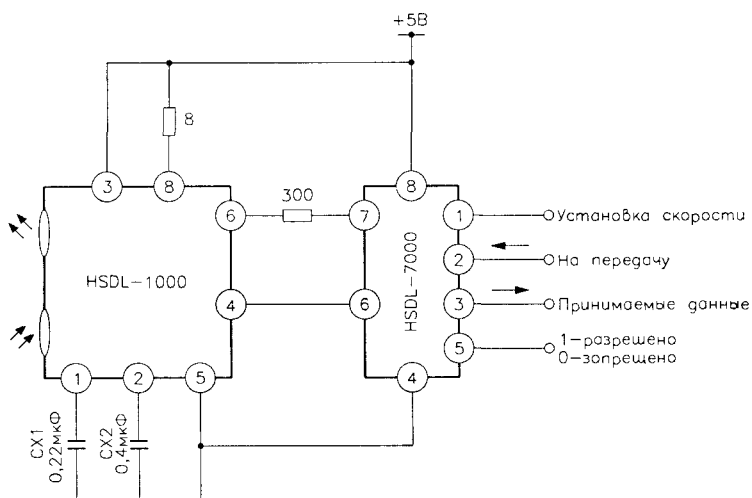 +5В
8
3
8
8
6
300
7
1
Установка скорости
HSDL-1000
HSDL-7000
2
На передачу
4
6
3
Принимаемые данные
5
1-разрешено
0-зопрещено
1
2
5
4
CX1
0,22мкФ
CX2
0,4мкФ